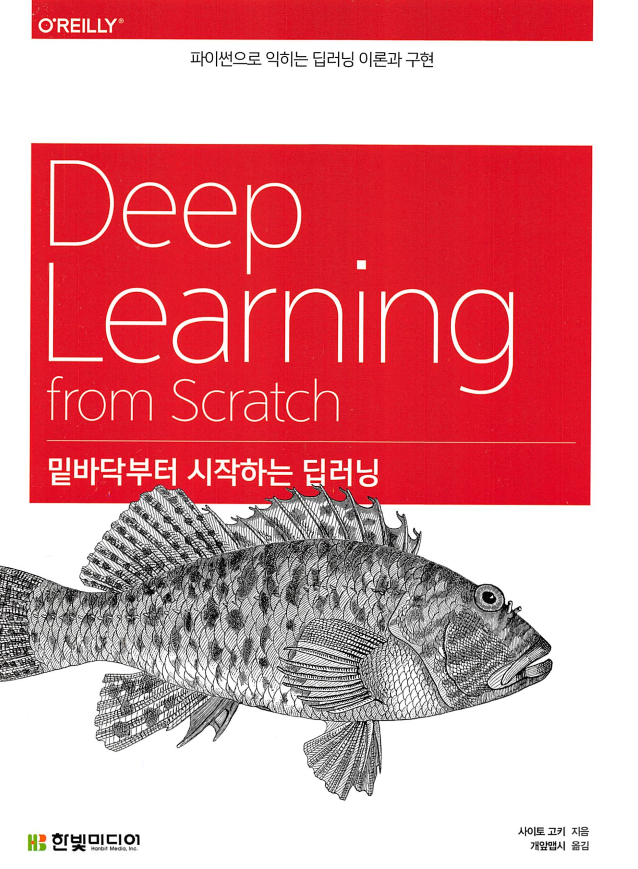 O'REILLY®
파이썬으로 익히는 딥러닝 이론과 구현
Deep
Learning
from Scratch
밑바닥부터 시작하는 딥러닝
HB 한빛미디어
Hanbit Media, Inc.
사이토 고키 지음
개앞맵시 옮김